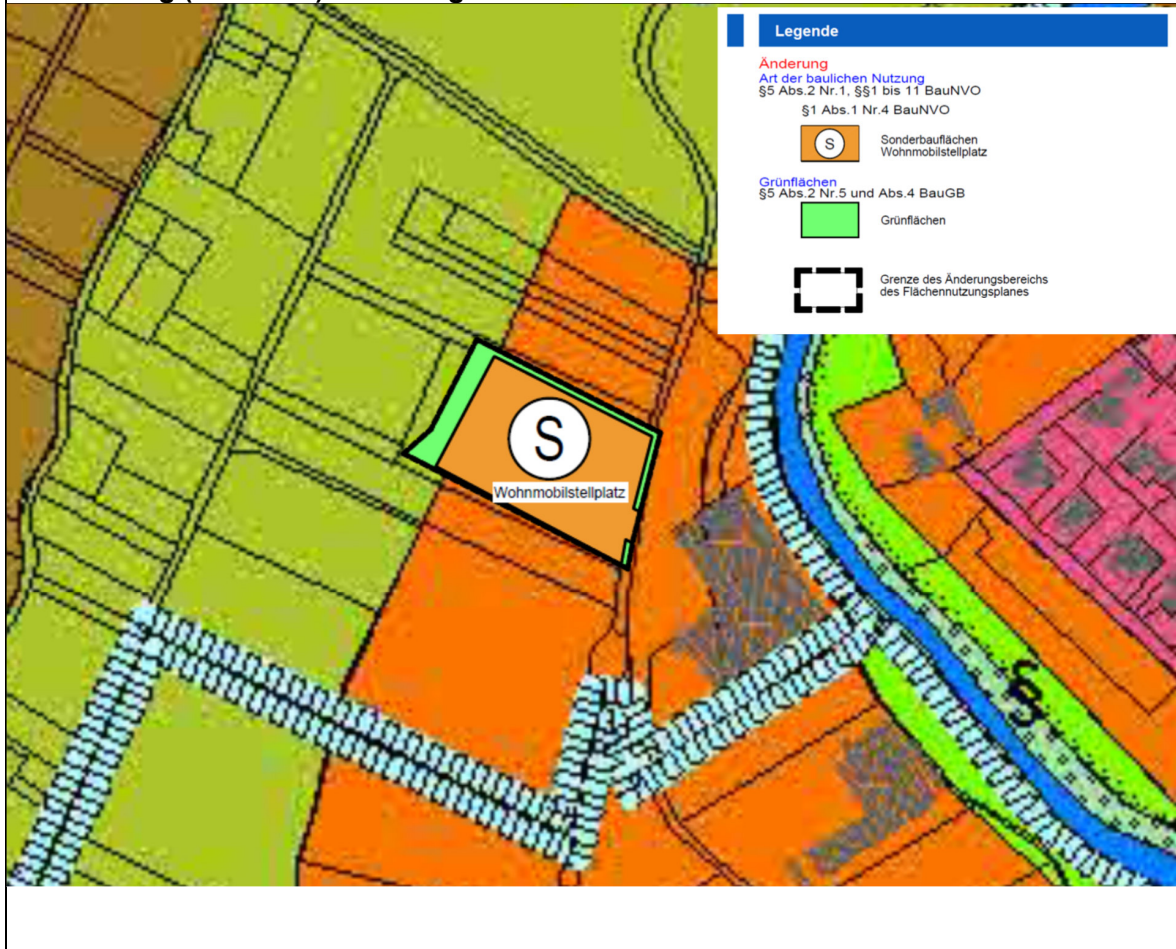 Legende
Änderung
Art der baulichen Nutzung
§5 Abs.2 Nr.1, §§1 bis 11 BauNVO
§1 Abs.1 Nr.4 BauNVO
S
Sonderbauflächen
Wohnmobilstellplatz
Grünflächen
§5 Abs.2 Nr.5 und Abs.4 BauGB
Grünflächen
Grenze des Änderungsbereichs
des Flächennutzungsplanes
S
Wohnmobilstellplatz